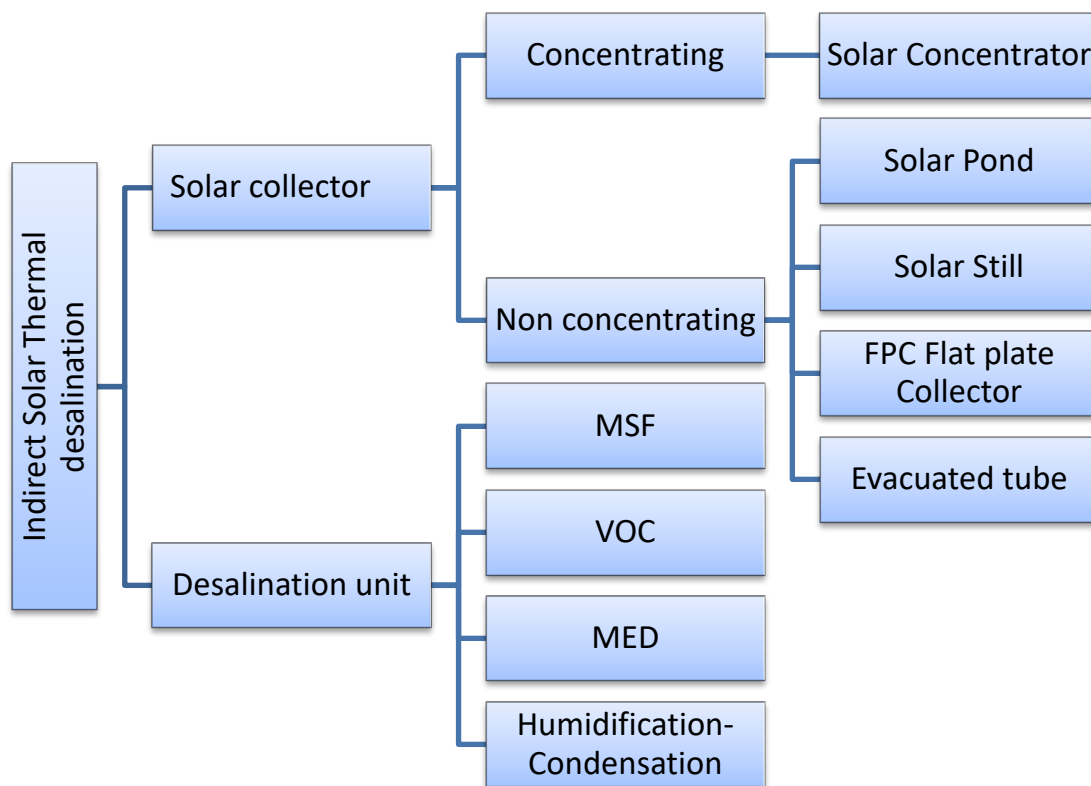 Indirect Solar Thermal
desalination
Solar collector
Concentrating
Solar Concentrator
Non concentrating
Solar Pond
Solar Still
FPC Flat plate
Collector
Evacuated tube
Desalination unit
MSF
VOC
MED
Humidification-
Condensation